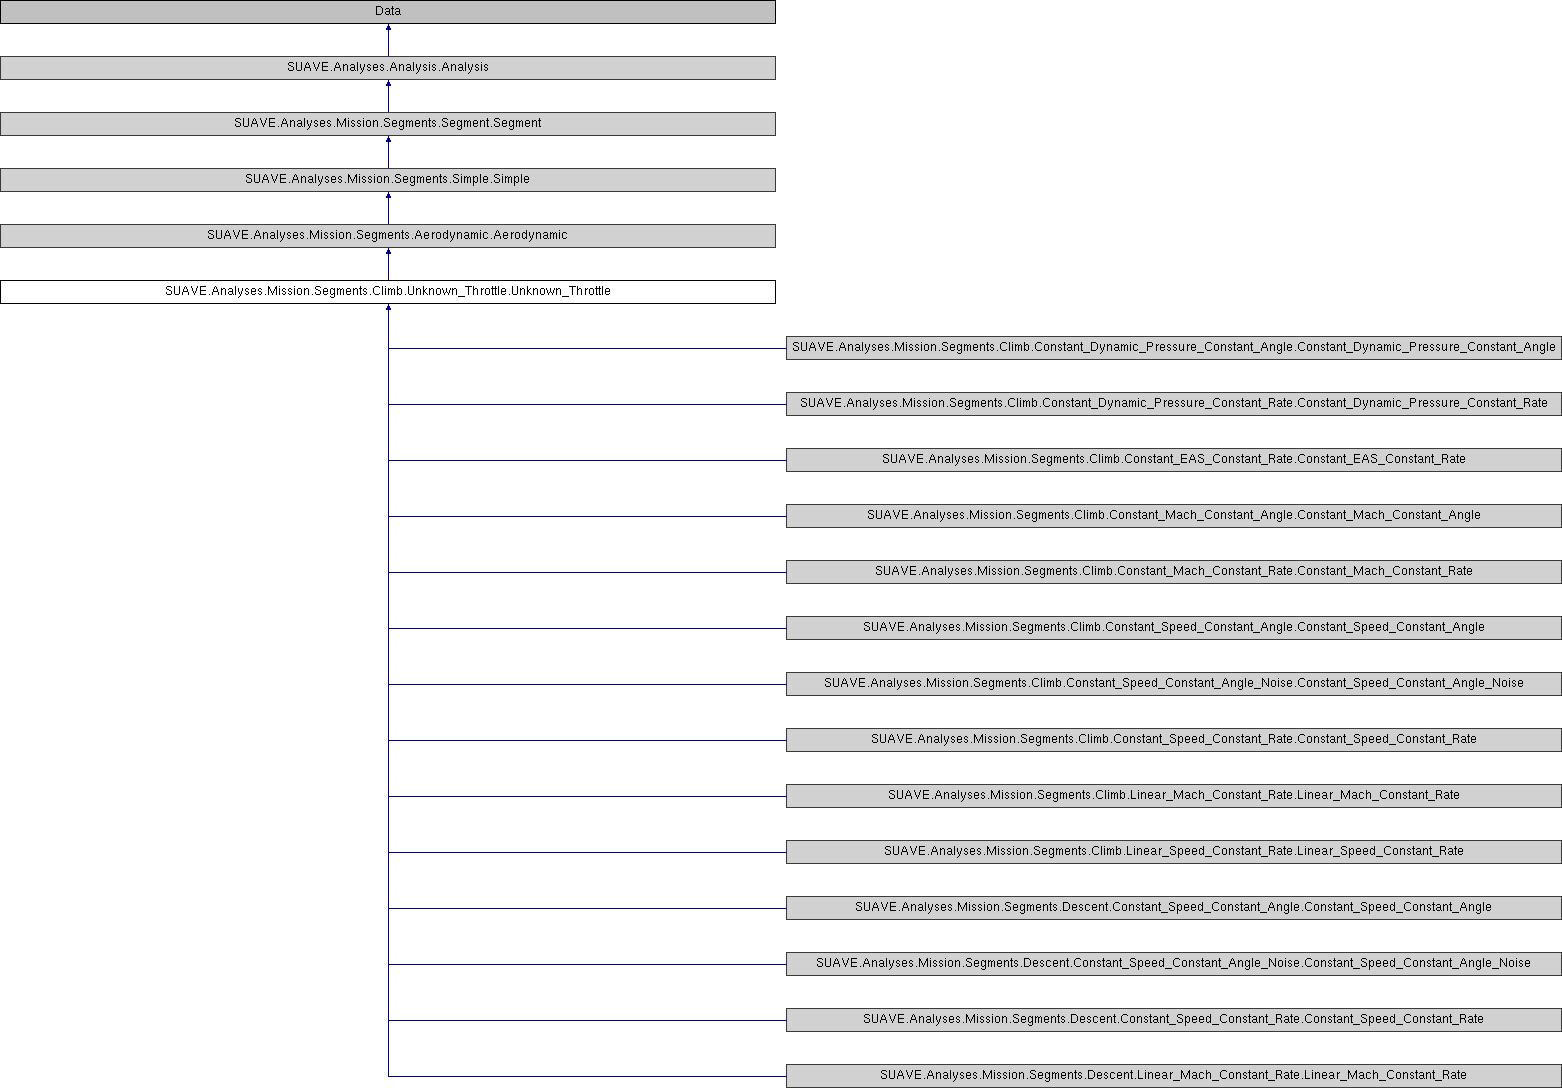 Data
SUAVE.Analyses.Analysis.Analysis
SUAVE.Analyses.Mission.Segments.Segment.Segment
SUAVE.Analyses.Mission.Segments.Simple.Simple
SUAVE.Analyses.Mission.Segments.Aerodynamic.Aerodynamic
SUAVE.Analyses.Mission.Segments.Climb.Unknown_Throttle.Unknown_Throttle
SUAVE.Analyses.Mission.Segments.Climb.Constant_Dynamic_Pressure_Constant_Angle.Constant_Dynamic_Pressure_Constant_Angle
SUAVE.Analyses.Mission.Segments.Climb.Constant_Dynamic_Pressure_Constant_Rate.Constant_Dynamic_Pressure_Constant_Rate
SUAVE.Analyses.Mission.Segments.Climb.Constant_EAS_Constant_Rate.Constant_EAS_Constant_Rate
SUAVE.Analyses.Mission.Segments.Climb.Constant_Mach_Constant_Angle.Constant_Mach_Constant_Angle
SUAVE.Analyses.Mission.Segments.Climb.Constant_Mach_Constant_Rate.Constant_Mach_Constant_Rate
SUAVE.Analyses.Mission.Segments.Climb.Constant_Speed_Constant_Angle.Constant_Speed_Constant_Angle
SUAVE.Analyses.Mission.Segments.Climb.Constant_Speed_Constant_Angle_Noise.Constant_Speed_Constant_Angle_Noise
SUAVE.Analyses.Mission.Segments.Climb.Constant_Speed_Constant_Rate.Constant_Speed_Constant_Rate
SUAVE.Analyses.Mission.Segments.Climb.Linear_Mach_Constant_Rate.Linear_Mach_Constant_Rate
SUAVE.Analyses.Mission.Segments.Climb.Linear_Speed_Constant_Rate.Linear_Speed_Constant_Rate
SUAVE.Analyses.Mission.Segments.Descent.Constant_Speed_Constant_Angle.Constant_Speed_Constant_Angle
SUAVE.Analyses.Mission.Segments.Descent.Constant_Speed_Constant_Angle_Noise.Constant_Speed_Constant_Angle_Noise
SUAVE.Analyses.Mission.Segments.Descent.Constant_Speed_Constant_Rate.Constant_Speed_Constant_Rate
SUAVE.Analyses.Mission.Segments.Descent.Linear_Mach_Constant_Rate.Linear_Mach_Constant_Rate